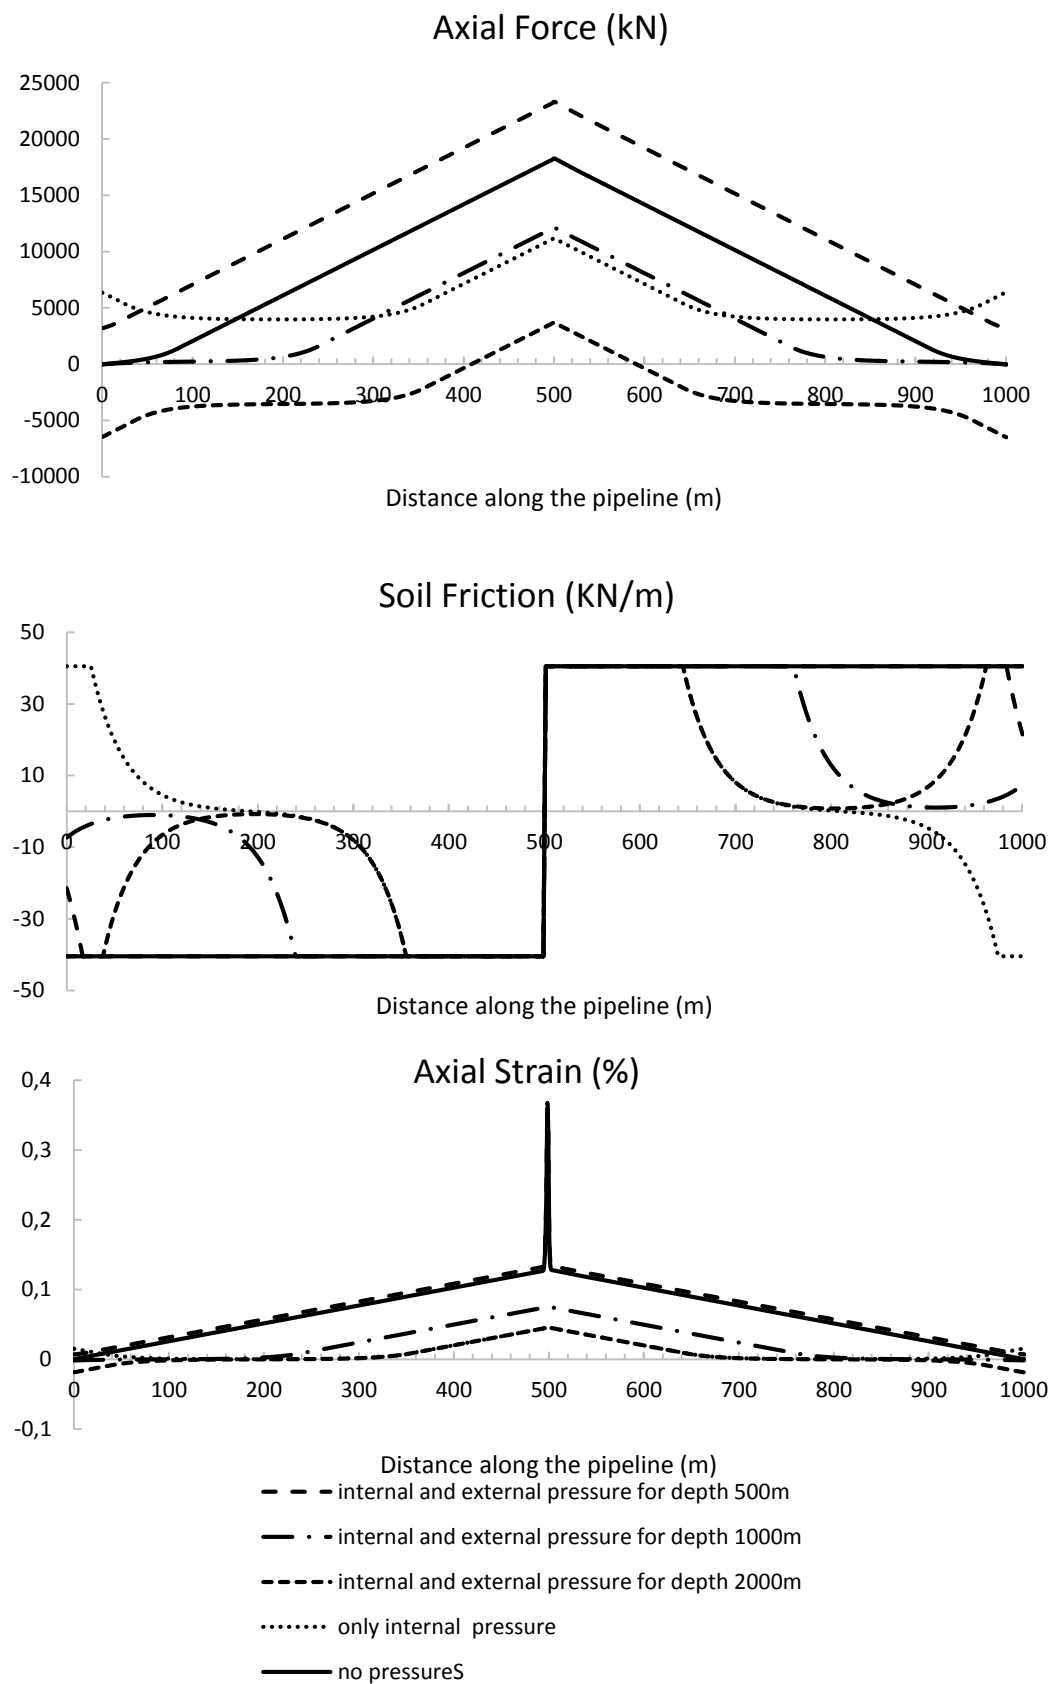 Axial Force (kN)
25000
20000
15000
10000
5000
0
0 100 200 300 400 500 600 700 800 900 1000
-5000
-10000
Distance along the pipeline (m)
Soil Friction (KN/m)
50
30
10
0 100 200 300 400 500 600 700 800 900 1000
-10
-30
-50
Distance along the pipeline (m)
Axial Strain (%)
0,4
0,3
0,2
0,1
0
0 100 200 300 400 500 600 700 800 900 1000
-0,1
Distance along the pipeline (m)
internal and external pressure for depth 500m
internal and external pressure for depth 1000m
internal and external pressure for depth 2000m
only internal pressure
no pressureS